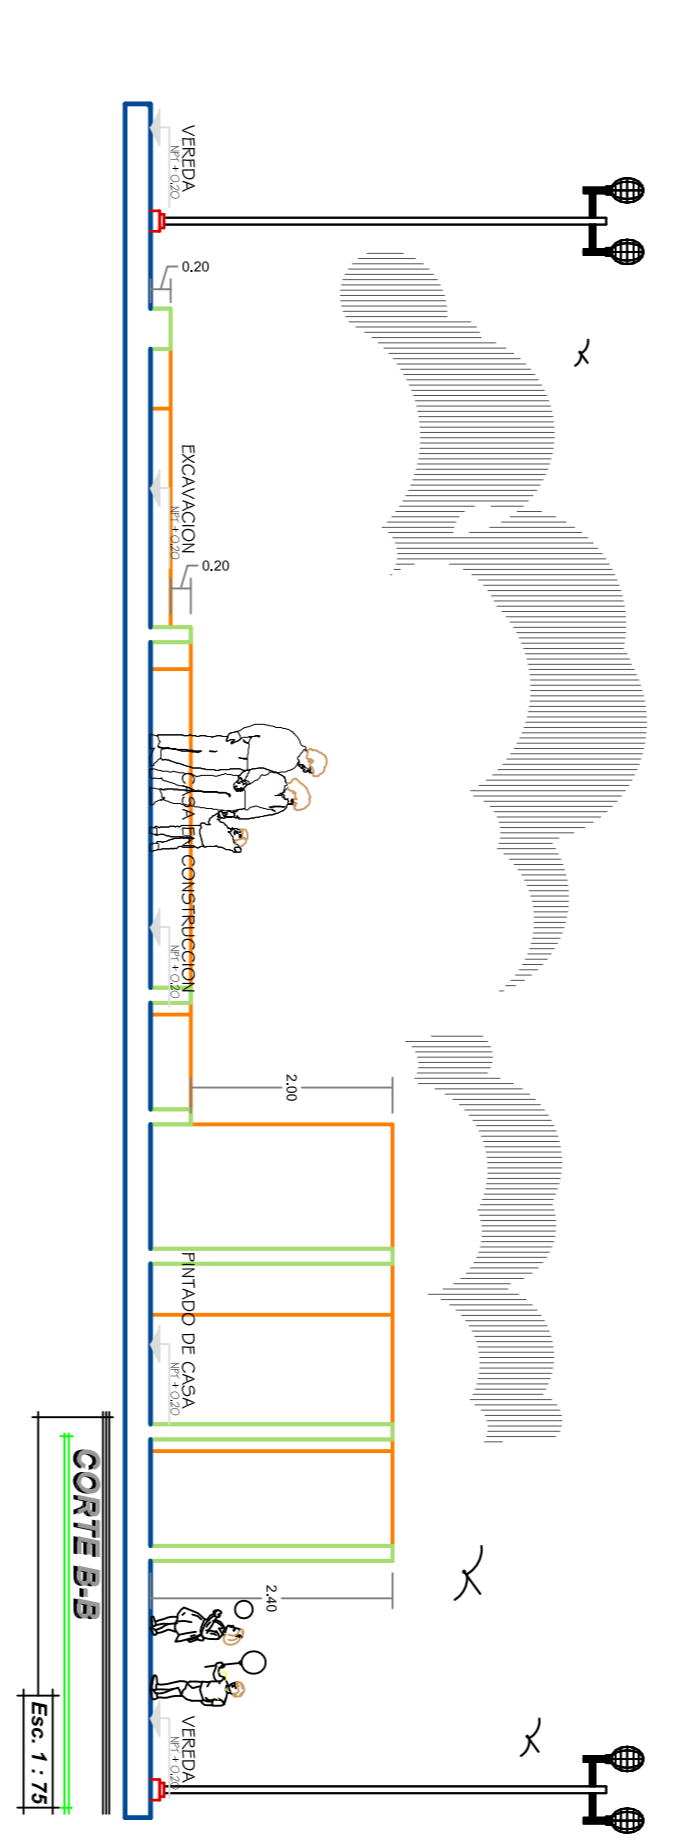 VEREDA
NPT + 0.20
0.20
EXCAVACION
NPT + 0.20
0.20
CASA EN CONSTRUCCION
NPT + 0.20
2.00
PINTADO DE CASA
NPT + 0.20
2.40
VEREDA
NPT + 0.20
CORTE B-B
Esc. 1 : 75